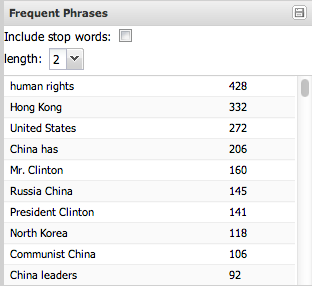 Frequent Phrases
Include stop words:
length: 2
human rights 428
Hong Kong 332
United States 272
China has 206
Mr. Clinton 160
Russia China 145
President Clinton 141
North Korea 118
Communist China 106
China leaders 92